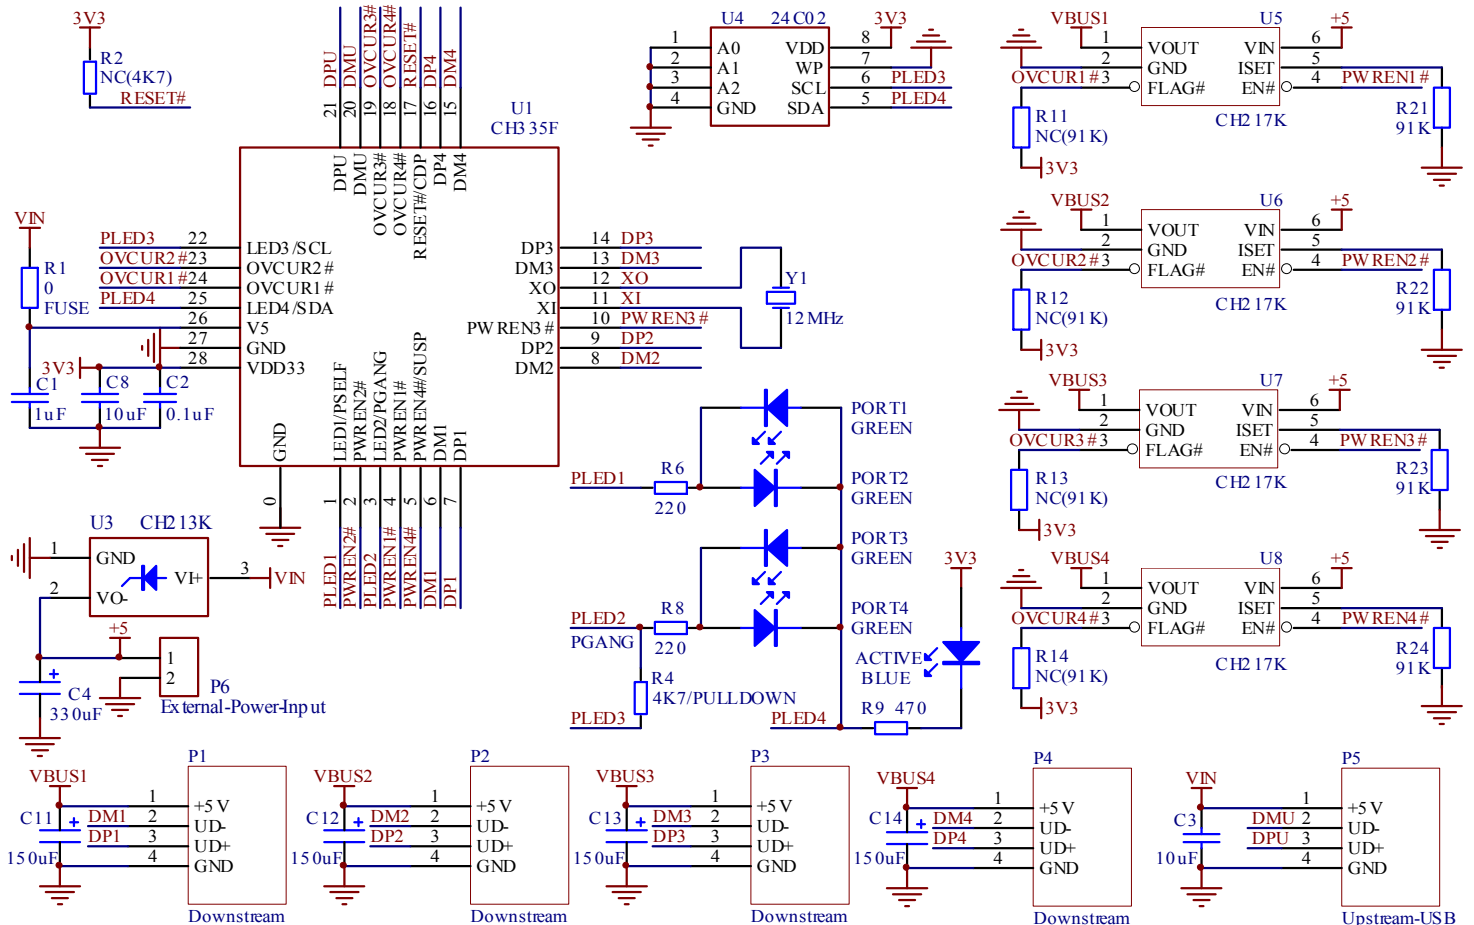 3V3
R2
NC(4K7)
RESET#
21 DPU
20 DMU
19 OVCUR3#
18 OVCUR4#
17 RESET#
16 DP4
15 DM4
U1
CH335F
DPU
DMU
OVCUR3#
OVCUR4#
RESET#/CDP
DP4
DM4
PLED3 22 LED3/SCL
OVCUR2# 23 OVCUR2#
OVCUR1# 24 OVCUR1#
PLED4 25 LED4/SDA
26 V5
27 GND
28 VDD33
DP3 14 DP3
DM3 13 DM3
XO 12 XO
XI 11 XI
PWREN3# 10 PWREN3#
DP2 9 DP2
DM2 8 DM2
GND
LED1/PSELF
PWREN2#
LED2/PGANG
PWREN1#
PWREN4#/SUSP
DM1
DP1
0
1 PLED1
2 PWREN2#
3 PLED2
4 PWREN1#
5 PWREN4#
6 DM1
7 DP1
VIN
R1
0
FUSE
3V3
C1
1uF
C8
10uF
C2
0.1uF
Y1
12MHz
U4 24C02
1 A0
2 A1
3 A2
4 GND
VDD 8 3V3
WP 7
SCL 6 PLED3
SDA 5 PLED4
VBUS1 U5 +5
1 VOUT VIN 6
2 GND ISET 5
OVCUR1# 3 FLAG# EN# 4 PWREN1#
CH217K
R11
NC(91K)
3V3
R21
91K
VBUS2 U6 +5
1 VOUT VIN 6
2 GND ISET 5
OVCUR2# 3 FLAG# EN# 4 PWREN2#
CH217K
R12
NC(91K)
3V3
R22
91K
VBUS3 U7 +5
1 VOUT VIN 6
2 GND ISET 5
OVCUR3# 3 FLAG# EN# 4 PWREN3#
CH217K
R13
NC(91K)
3V3
R23
91K
VBUS4 U8 +5
1 VOUT VIN 6
2 GND ISET 5
OVCUR4# 3 FLAG# EN# 4 PWREN4#
CH217K
R14
NC(91K)
3V3
R24
91K
PORT1
GREEN
PLED1
R6
220
PORT2
GREEN
PORT3
GREEN
PLED2
PGANG
R8
220
PORT4
GREEN
R4
4K7/PULLDOWN
PLED3
3V3
ACTIVE
BLUE
PLED4
R9 470
U3 CH213K
1 GND
2 VO-
VI+ 3 VIN
+5
C4
330uF
1
2
P6
External-Power-Input
VBUS1 P1
C11
150uF
1 +5V
DM1 2 UD-
DP1 3 UD+
4 GND
Downstream
VBUS2 P2
C12
150uF
1 +5V
DM2 2 UD-
DP2 3 UD+
4 GND
Downstream
VBUS3 P3
C13
150uF
1 +5V
DM3 2 UD-
DP3 3 UD+
4 GND
Downstream
VBUS4 P4
C14
150uF
1 +5V
DM4 2 UD-
DP4 3 UD+
4 GND
Downstream
VIN P5
C3
10uF
1 +5V
DMU 2 UD-
DPU 3 UD+
4 GND
Upstream-USB